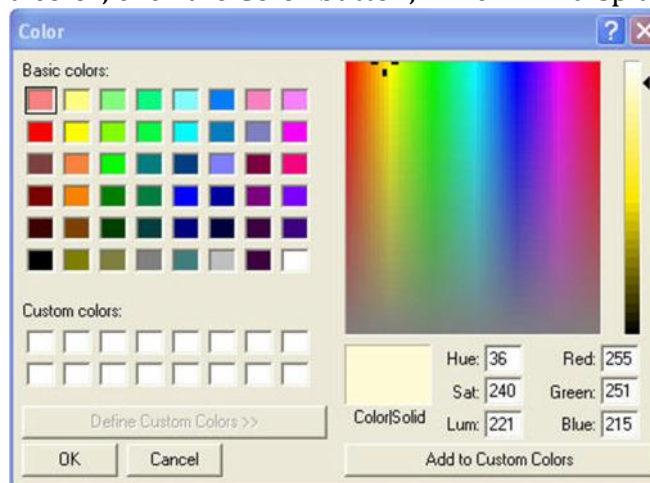 Color
Basic colors:
Custom colors:
Define Custom Colors >>
OK Cancel
Color|Solid
Hue: 36 Red: 255
Sat: 240 Green: 251
Lum: 221 Blue: 215
Add to Custom Colors